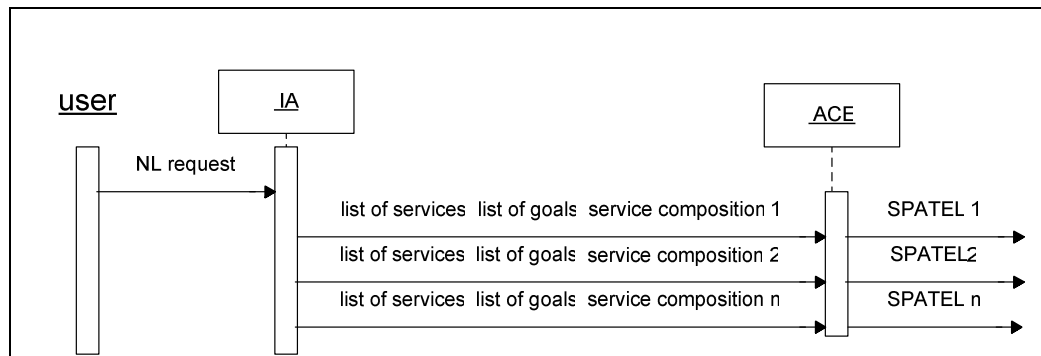 user
IA
ACE
NL request
list of services list of goals service composition 1
SPATEL 1
list of services list of goals service composition 2
SPATEL2
list of services list of goals service composition n
SPATEL n